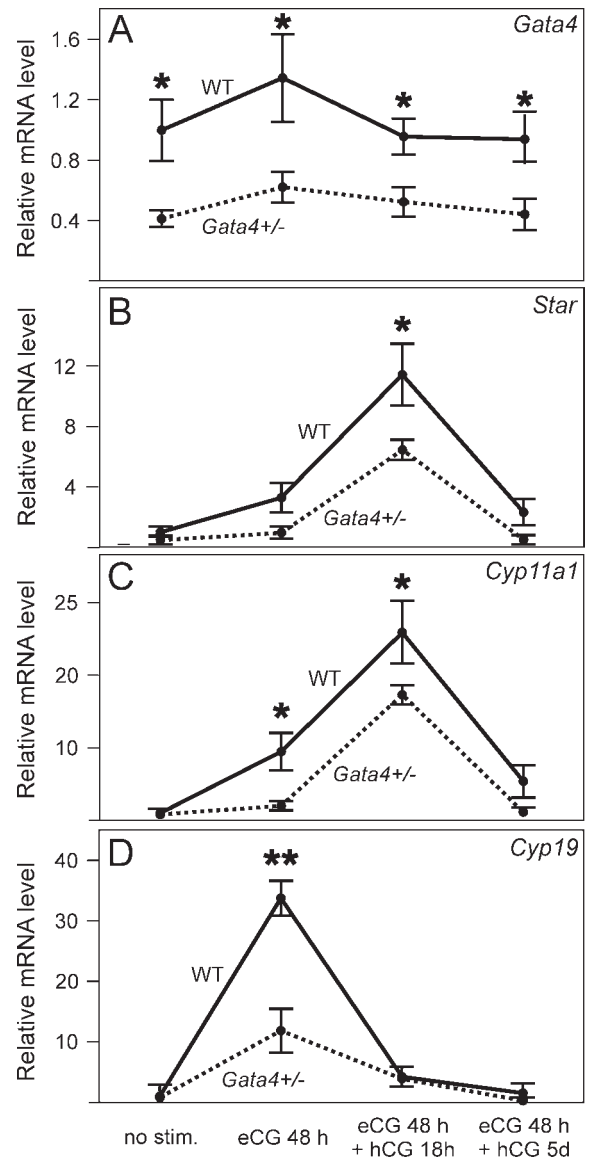 A
Gata4
Relative mRNA level
1.6
1.2
0.8
0.4
*
*
*
*
WT
Gata4+/-
B
Star
Relative mRNA level
12
8
4
*
WT
Gata4+/-
C
Cyp11a1
Relative mRNA level
25
20
10
*
*
WT
Gata4+/-
D
Cyp19
Relative mRNA level
40
30
20
10
**
WT
Gata4+/-
no stim.
eCG 48 h
eCG 48 h
+ hCG 18h
eCG 48 h
+ hCG 5d